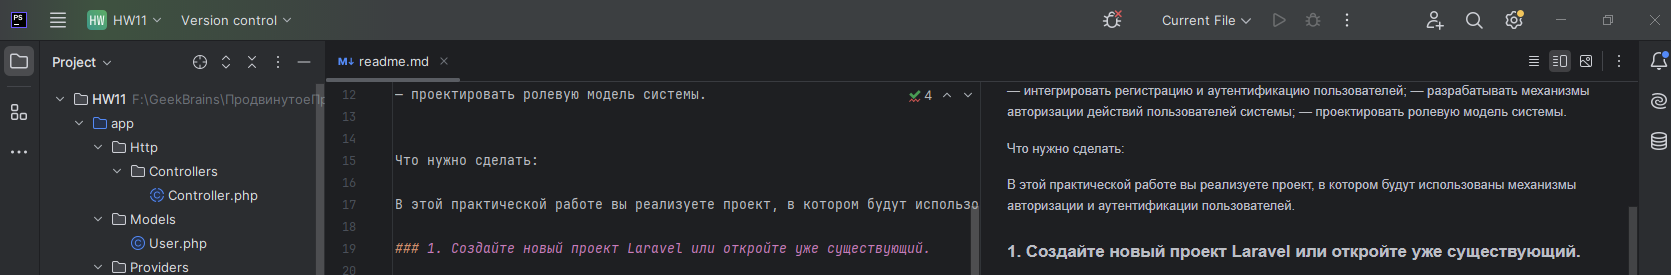 PS HW HW11 Version control Current File
Project readme.md
HW11 F:\GeekBrains\ПродвинутоеПр
app
Http
Controllers
Controller.php
Models
User.php
Providers
12 — проектировать ролевую модель системы. 4
13
14
15 Что нужно сделать:
16
17 В этой практической работе вы реализуете проект, в котором будут использо
18
19 ### 1. Создайте новый проект Laravel или откройте уже существующий.
20
— интегрировать регистрацию и аутентификацию пользователей; — разрабатывать механизмы
авторизации действий пользователей системы; — проектировать ролевую модель системы.
Что нужно сделать:
В этой практической работе вы реализуете проект, в котором будут использованы механизмы
авторизации и аутентификации пользователей.
1. Создайте новый проект Laravel или откройте уже существующий.